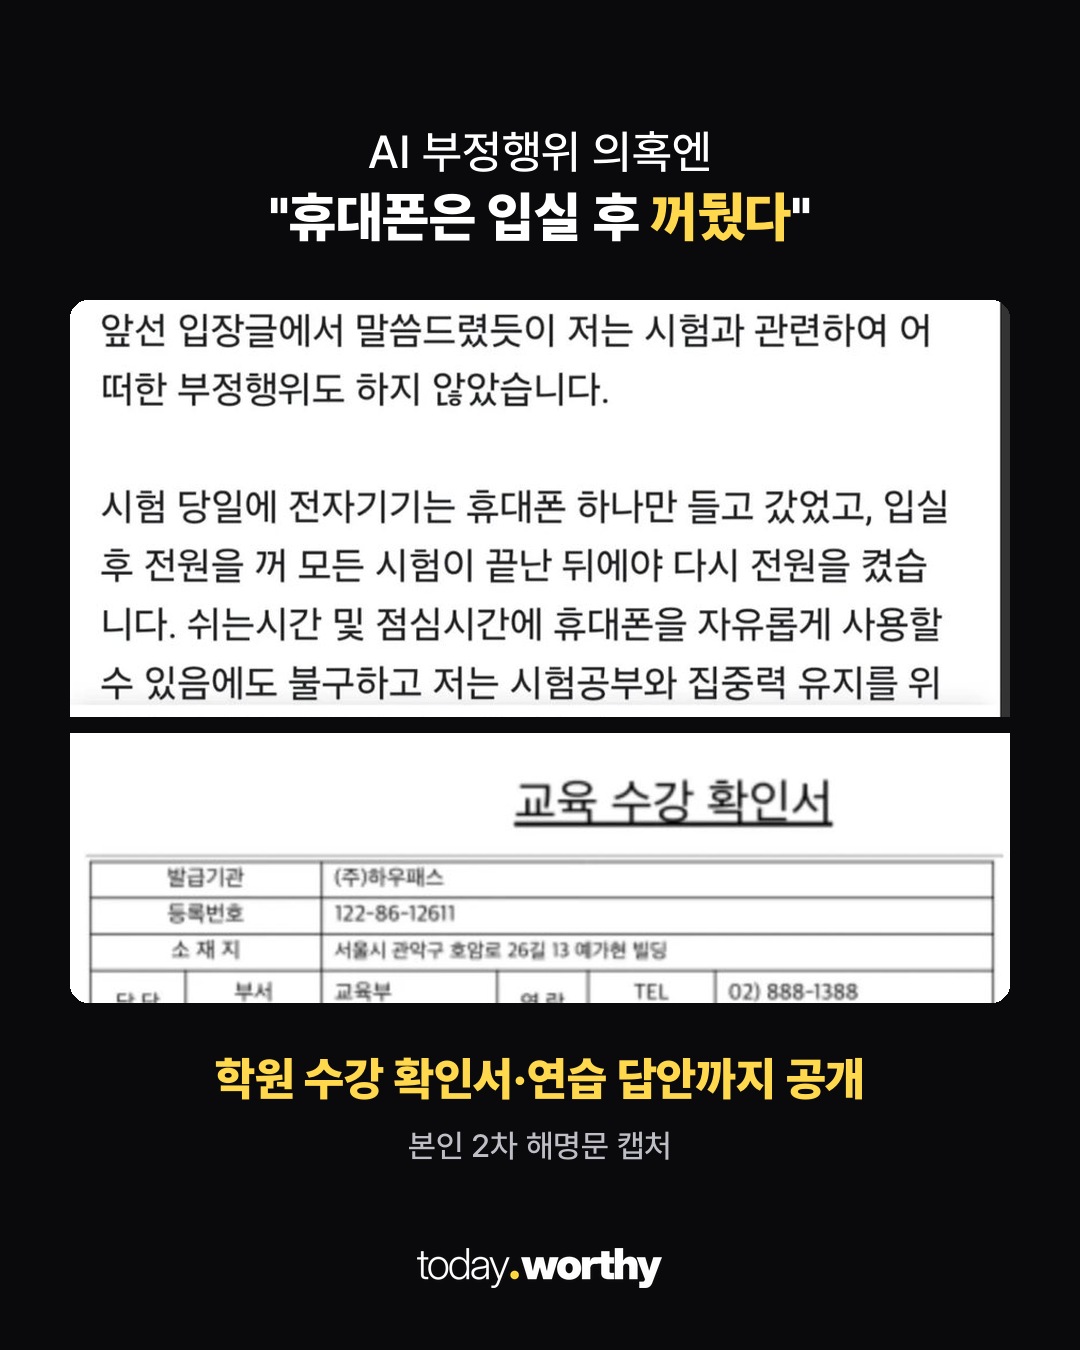 AI 부정행위 의혹엔
"휴대폰은 입실 후 꺼뒀다"
앞선 입장글에서 말씀드렸듯이 저는 시험과 관련하여 어
떠한 부정행위도 하지 않았습니다.
시험 당일에 전자기기는 휴대폰 하나만 들고 갔었고, 입실
후 전원을 꺼 모든 시험이 끝난 뒤에야 다시 전원을 켰습
니다. 쉬는시간 및 점심시간에 휴대폰을 자유롭게 사용할
수 있음에도 불구하고 저는 시험공부와 집중력 유지를 위
교육 수강 확인서
발급기관 (주)하우패스
등록번호 122-86-12611
소 재 지 서울시 관악구 호암로 26길 13 예가현 빌딩
담 당 부서 교육부 연 락 TEL 02) 888-1388
학원 수강 확인서·연습 답안까지 공개
본인 2차 해명문 캡처
today.worthy